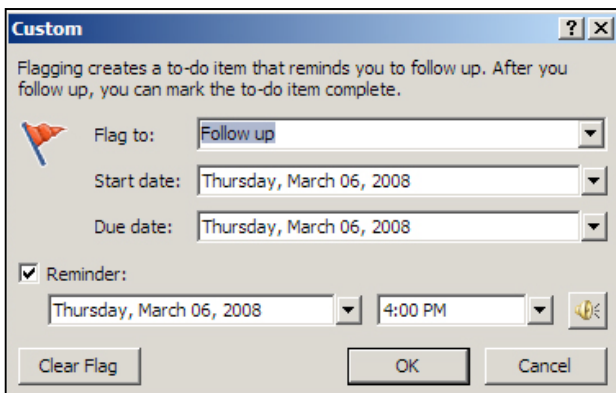 Custom
?
Flagging creates a to-do item that reminds you to follow up. After you
follow up, you can mark the to-do item complete.
Flag to: Follow up
Start date: Thursday, March 06, 2008
Due date: Thursday, March 06, 2008
Reminder:
Thursday, March 06, 2008 4:00 PM
Clear Flag OK Cancel